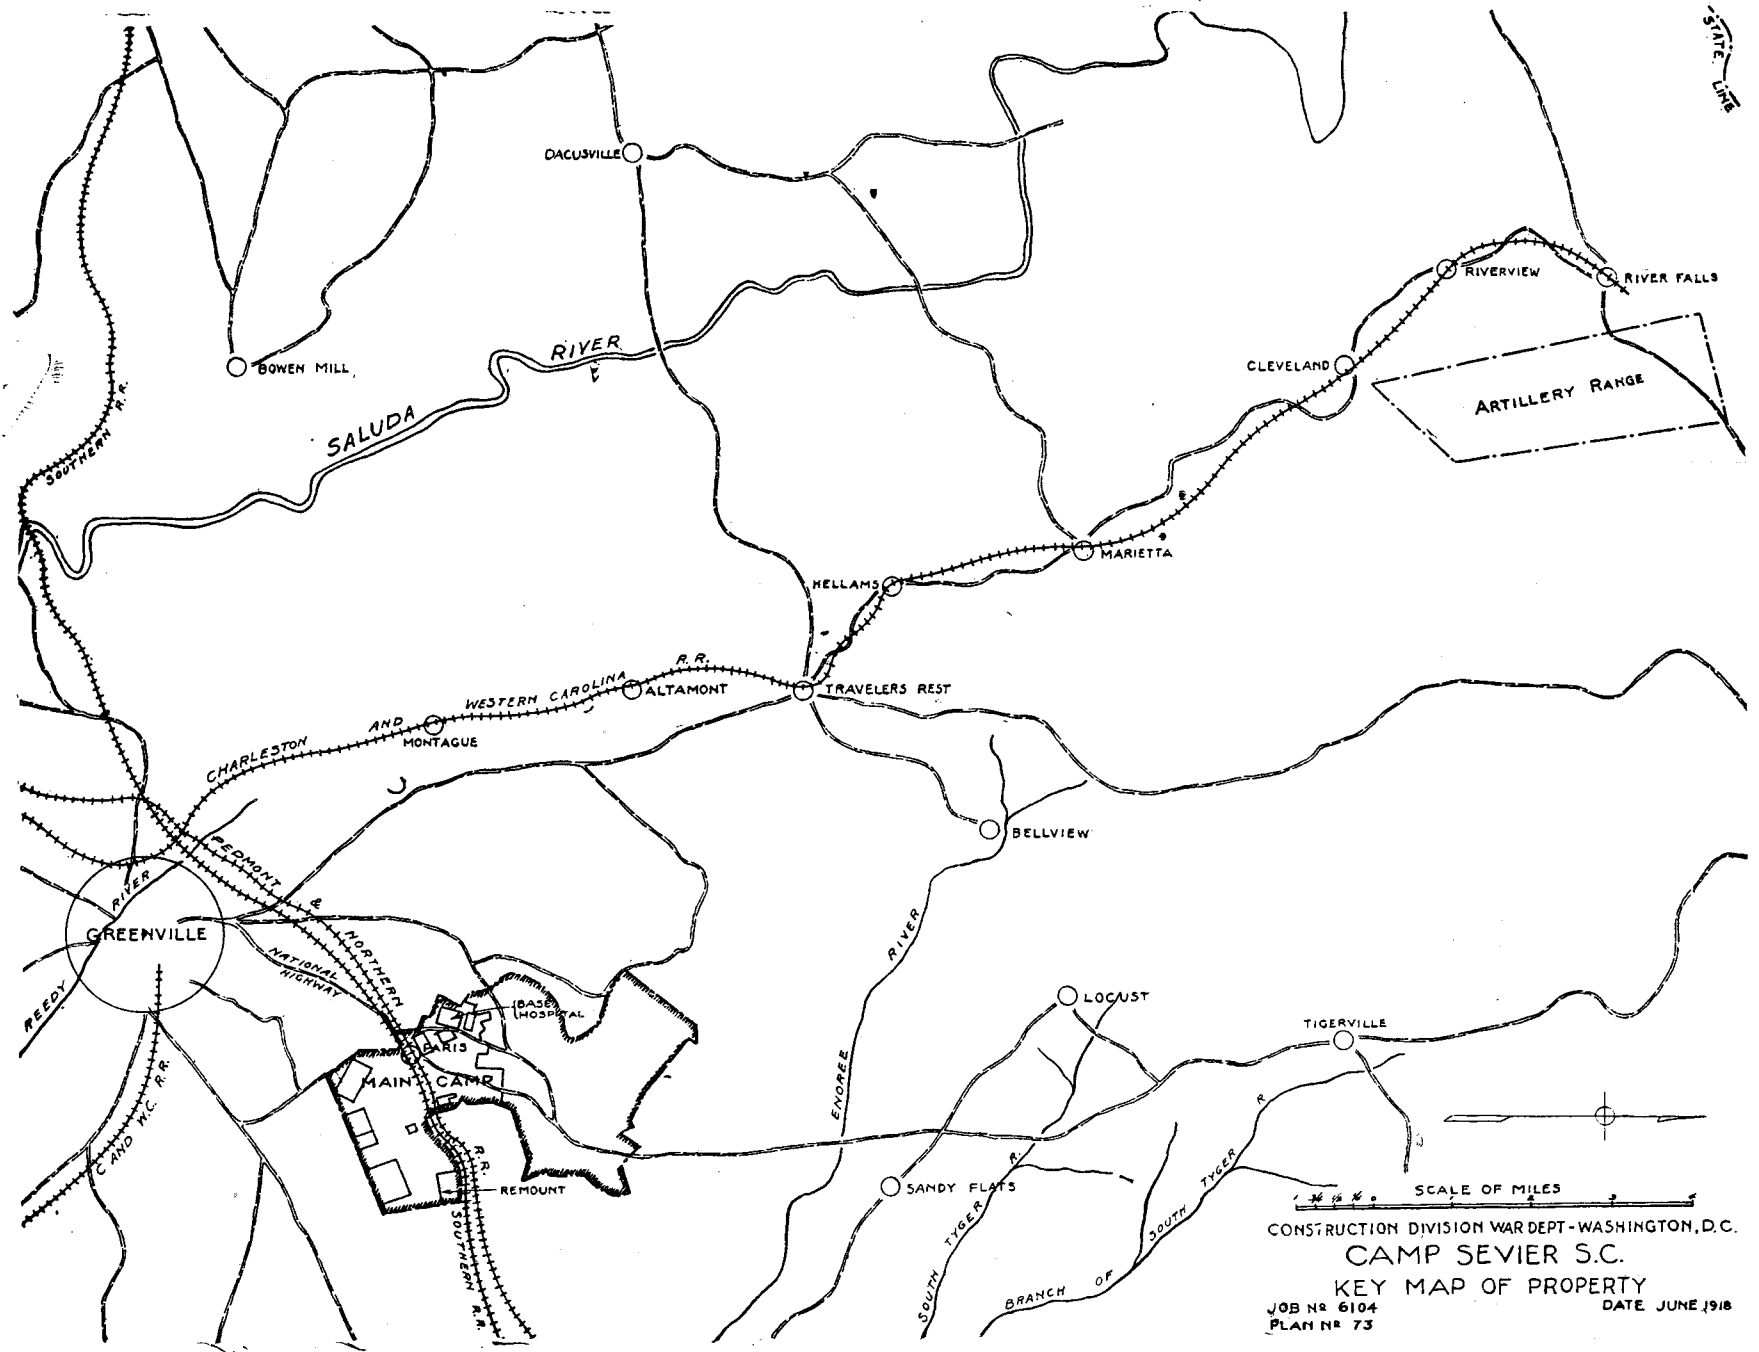 STATE LINE
DACUSVILLE
RIVERVIEW
RIVER FALLS
BOWEN MILL
SALUDA RIVER
CLEVELAND
ARTILLERY RANGE
SOUTHERN R.R.
MARIETTA
HELLAMS
CHARLESTON AND WESTERN CAROLINA R.R.
ALTAMONT
TRAVELERS REST
MONTAGUE
BELLVIEW
PEDMONT & NORTHERN
REEDY RIVER
GREENVILLE
NATIONAL
HIGHWAY
ENOREE RIVER
BASE
HOSPITAL
PARIS
MAIN CAMP
LOCUST
TIGERVILLE
C AND W.C. R.R.
R.R.
REMOUNT
SANDY FLATS
SOUTH TYGER R.
BRANCH OF SOUTH TYGER R
SOUTHERN R.R.
SCALE OF MILES
CONSTRUCTION DIVISION WAR DEPT-WASHINGTON, D.C.
CAMP SEVIER S.C.
KEY MAP OF PROPERTY
JOB Nº 6104 DATE JUNE, 1918
PLAN Nº 73